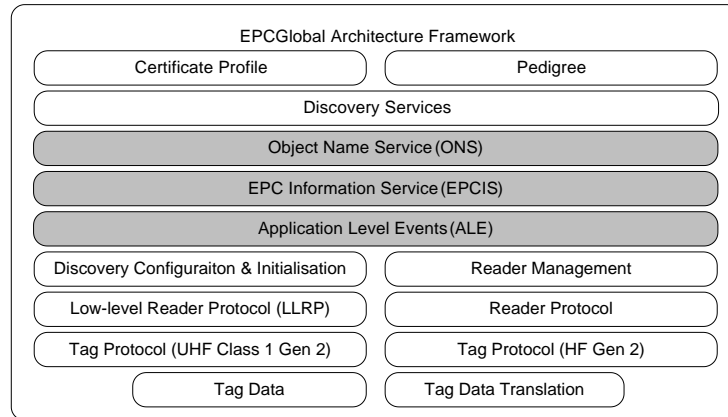 EPCGlobal Architecture Framework
Certificate Profile
Pedigree
Discovery Services
Object Name Service (ONS)
EPC Information Service (EPCIS)
Application Level Events (ALE)
Discovery Configuraiton & Initialisation
Reader Management
Low-level Reader Protocol (LLRP)
Reader Protocol
Tag Protocol (UHF Class 1 Gen 2)
Tag Protocol (HF Gen 2)
Tag Data
Tag Data Translation